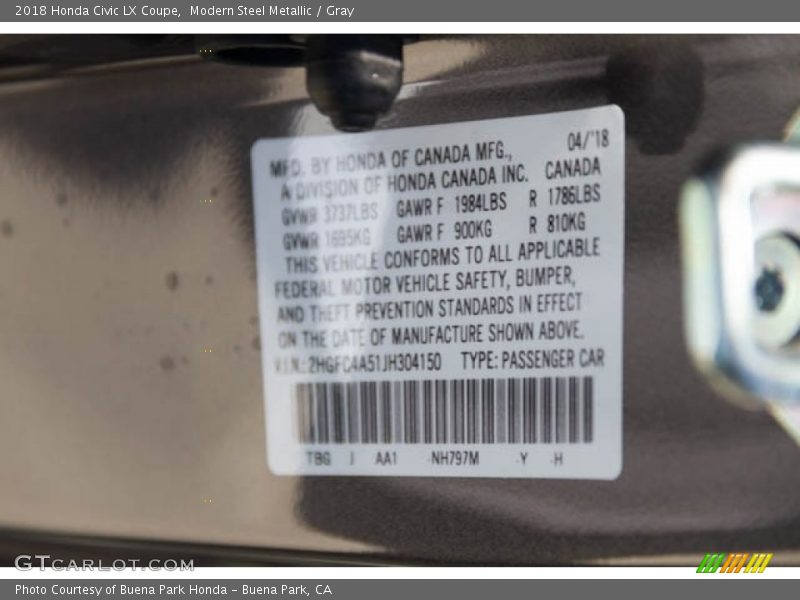 2018 Honda Civic LX Coupe,  Modern Steel Metallic / Gray
04/'18
MFD. BY HONDA OF CANADA MFG.,
A DIVISION OF HONDA CANADA INC. CANADA
GVWR 3737LBS GAWR F 1984LBS R 1786LBS
GVWR 1695KG GAWR F 900KG R 810KG
THIS VEHICLE CONFORMS TO ALL APPLICABLE
FEDERAL MOTOR VEHICLE SAFETY, BUMPER,
AND THEFT PREVENTION STANDARDS IN EFFECT
ON THE DATE OF MANUFACTURE SHOWN ABOVE.
V.I.N.: 2HGFC4A51JH304150 TYPE: PASSENGER CAR
TBG J AA1 -NH797M -Y -H
GTCARLOT.COM
Photo Courtesy of Buena Park Honda – Buena Park, CA